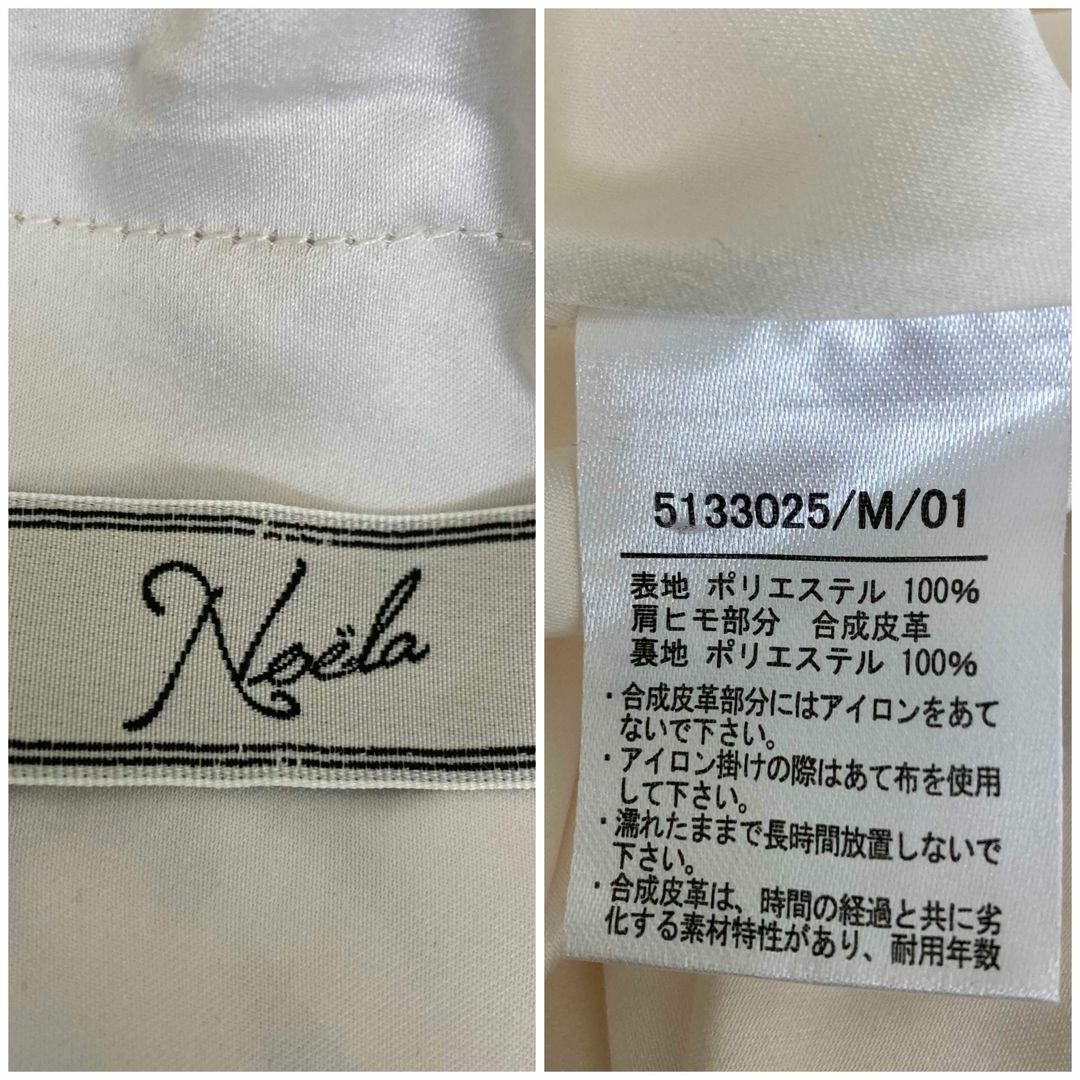 Noëla
5133025/M/01
表地 ポリエステル 100%
肩ヒモ部分 合成皮革
裏地 ポリエステル 100%
・合成皮革部分にはアイロンをあて
ないで下さい。
・アイロン掛けの際はあて布を使用
して下さい。
・濡れたままで長時間放置しないで
下さい。
・合成皮革は、時間の経過と共に劣
化する素材特性があり、耐用年数